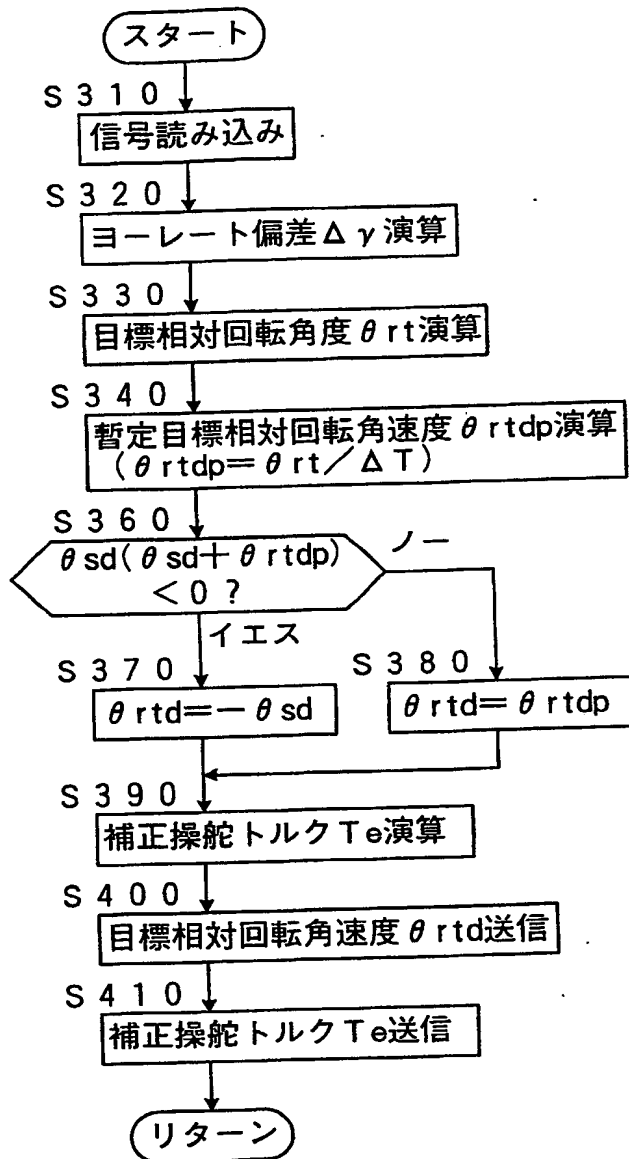 スタート
S310
信号読み込み
S320
ヨーレート偏差Δγ演算
S330
目標相対回転角度θrt演算
S340
暫定目標相対回転角速度θrtdp演算
(θrtdp=θrt/ΔT)
S360
θsd(θsd+θrtdp)
<0?
ノー
イエス
S370
θrtd=-θsd
S380
θrtd=θrtdp
S390
補正操舵トルクTe演算
S400
目標相対回転角速度θrtd送信
S410
補正操舵トルクTe送信
リターン